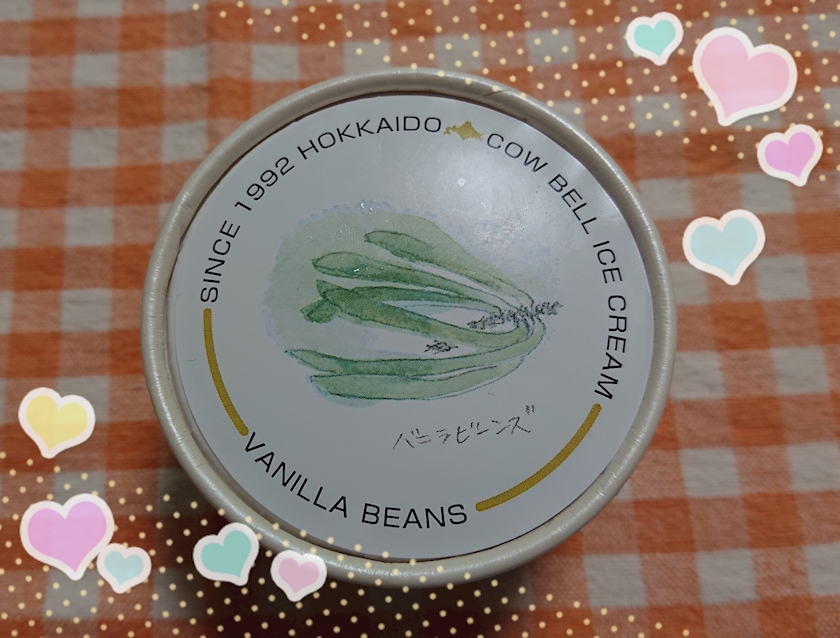 SINCE 1992 HOKKAIDO COW BELL ICE CREAM
バニラビーンズ
VANILLA BEANS